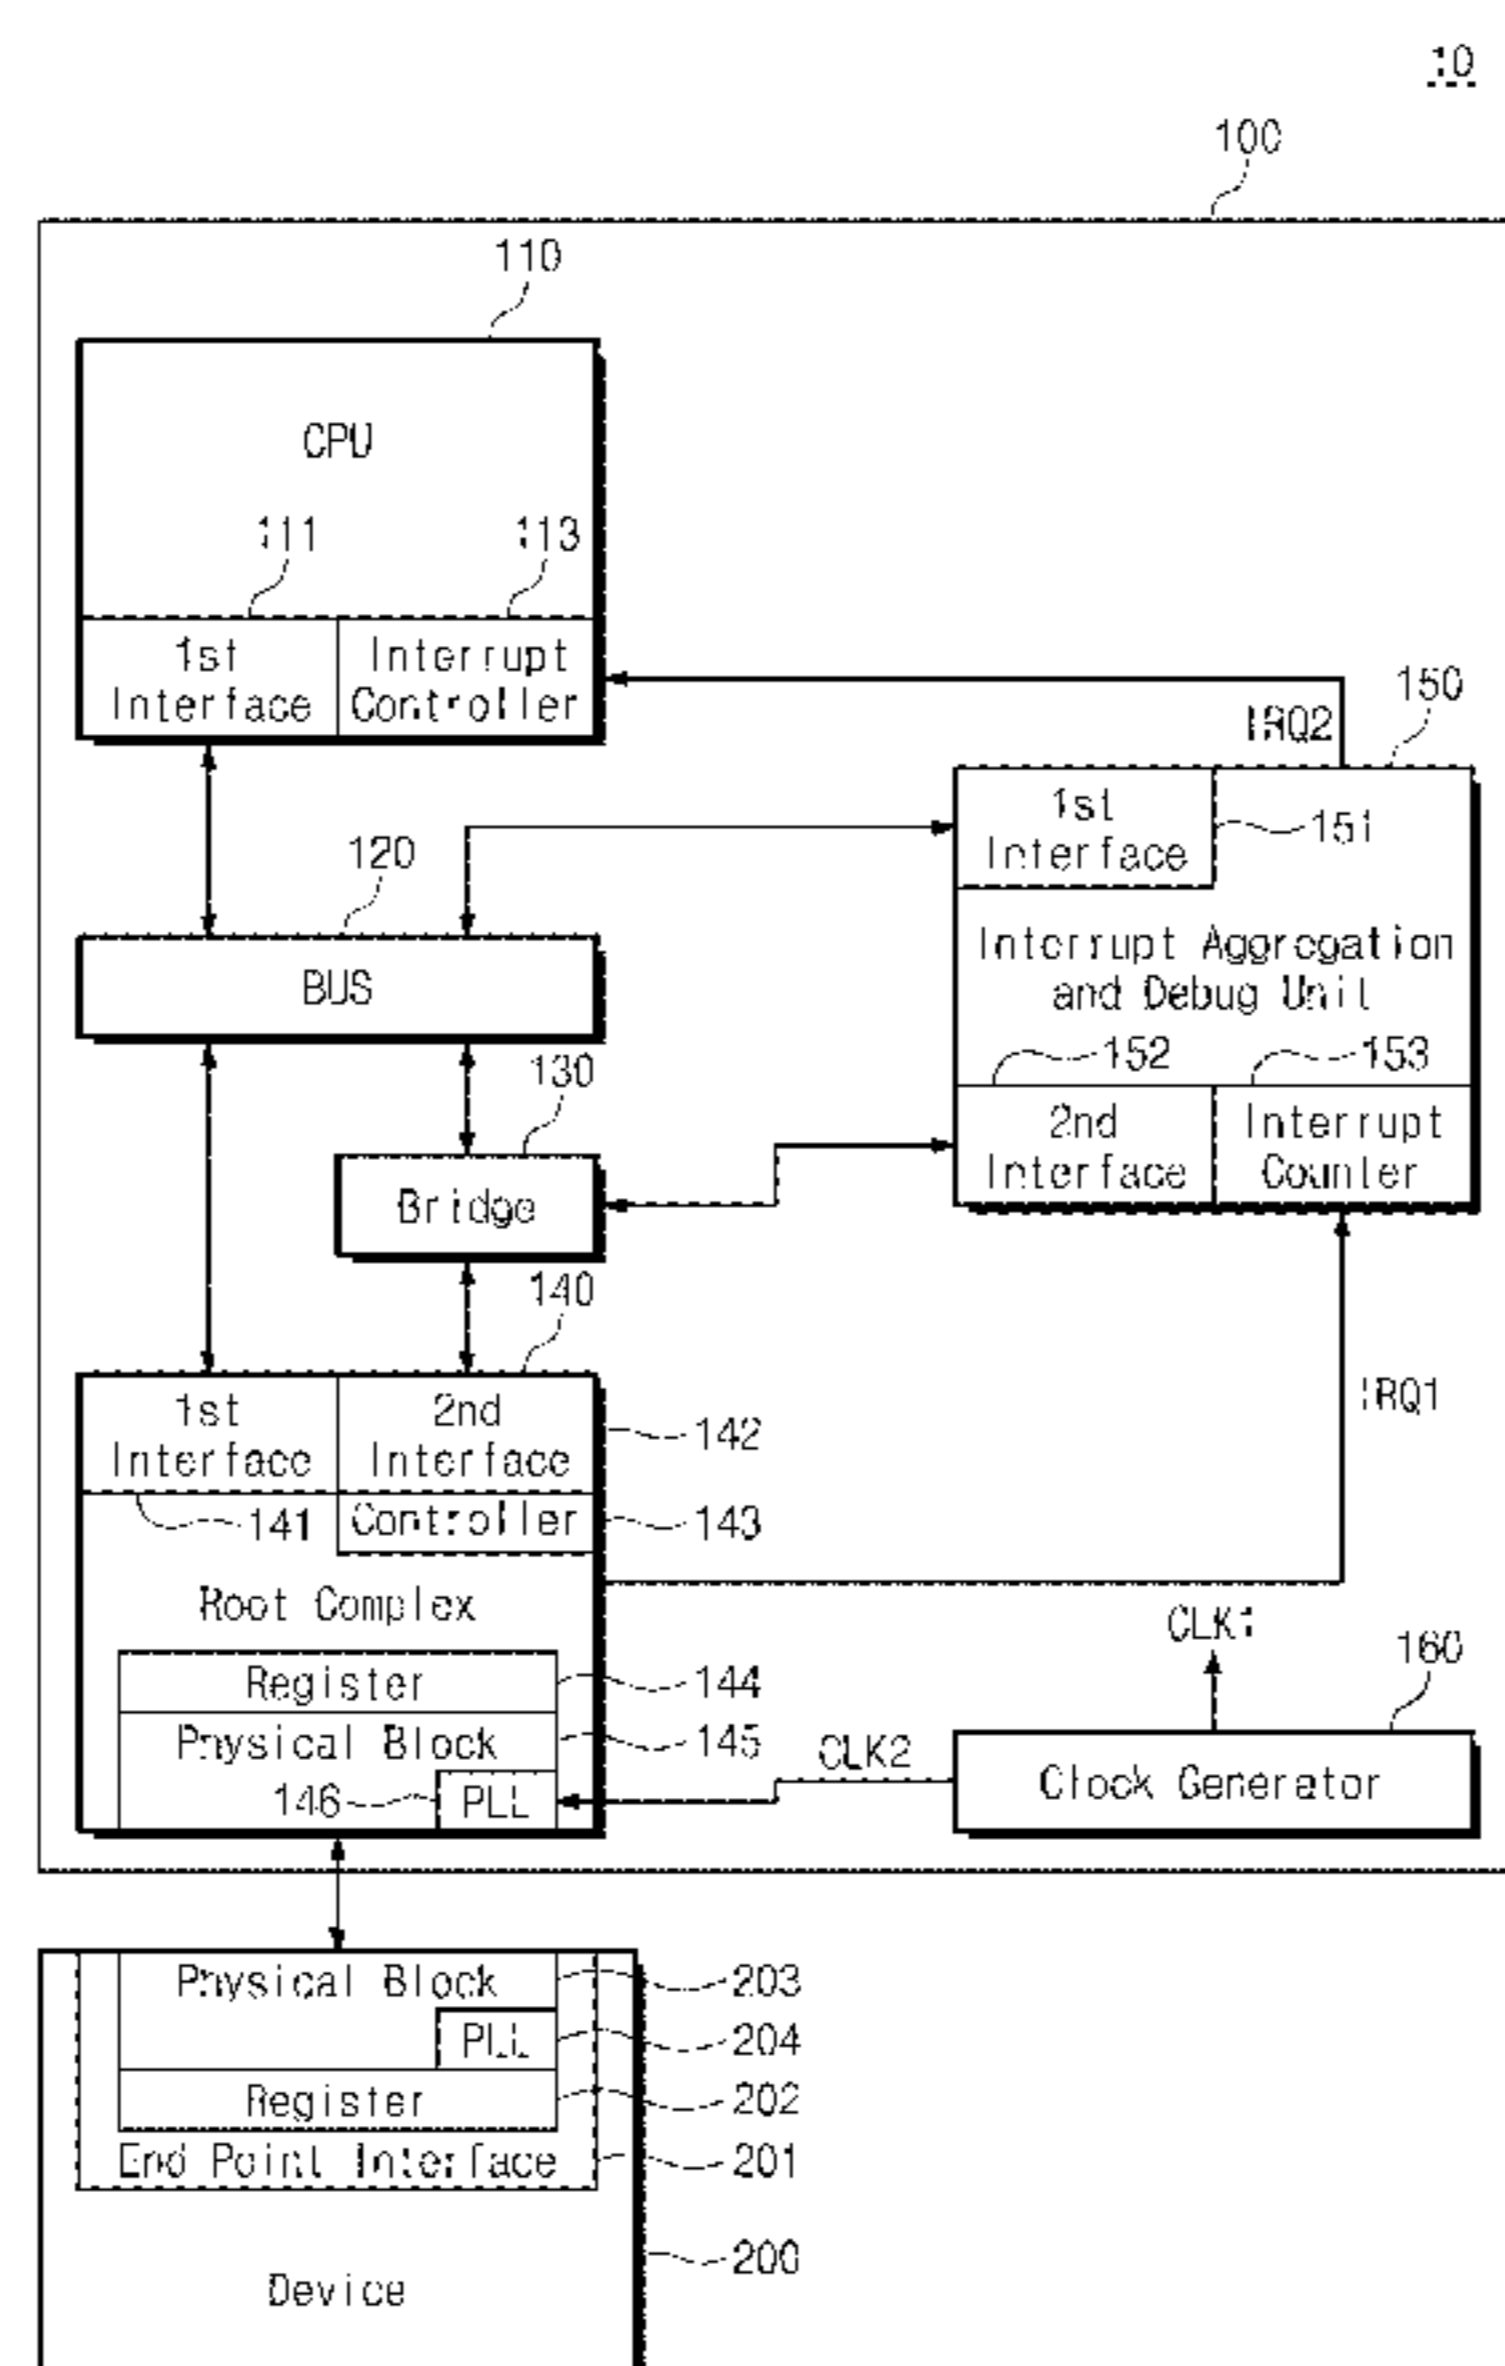 10
100
110
CPU
111
113
1st
Interface
Interrupt
Controller
150
IRQ2
1st
Interface
151
120
BUS
Interrupt Aggregation
and Debug Unit
152
153
130
2nd
Interface
Interrupt
Counter
Bridge
140
IRQ1
1st
Interface
2nd
Interface
142
141
Controller
143
Root Complex
CLK1
160
Register
144
Physical Block
145
CLK2
Clock Generator
146
PLL
Physical Block
203
PLL
204
Register
202
End Point Interface
201
200
Device